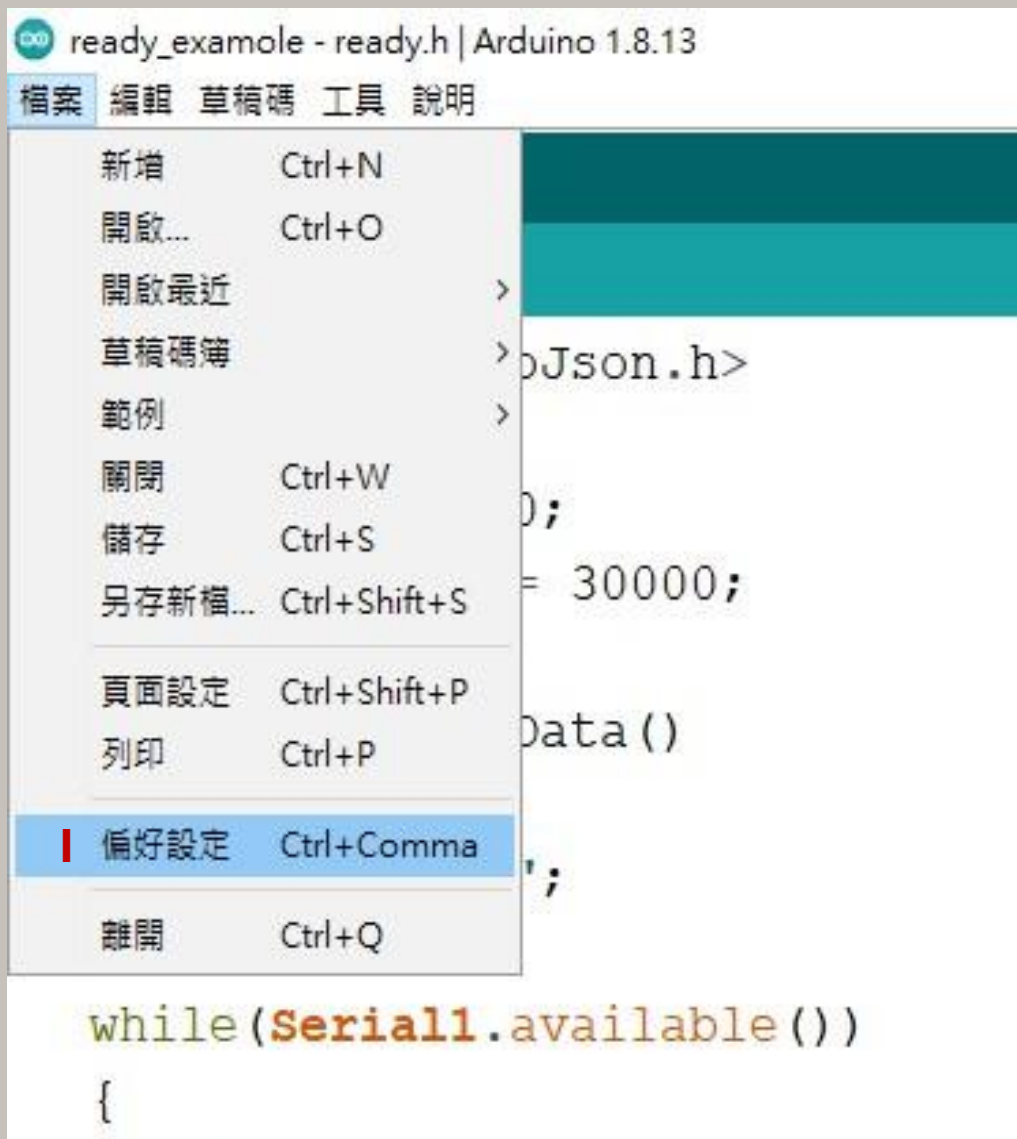 ready_examole - ready.h | Arduino 1.8.13
檔案 編輯 草稿碼 工具 說明
新增 Ctrl+N
開啟... Ctrl+O
開啟最近 >
草稿碼簿 >
範例 >
關閉 Ctrl+W
儲存 Ctrl+S
另存新檔... Ctrl+Shift+S
頁面設定 Ctrl+Shift+P
列印 Ctrl+P
偏好設定 Ctrl+Comma
離開 Ctrl+Q
oJson.h>
);
= 30000;
Data()
';
while(Serial1.available())
{